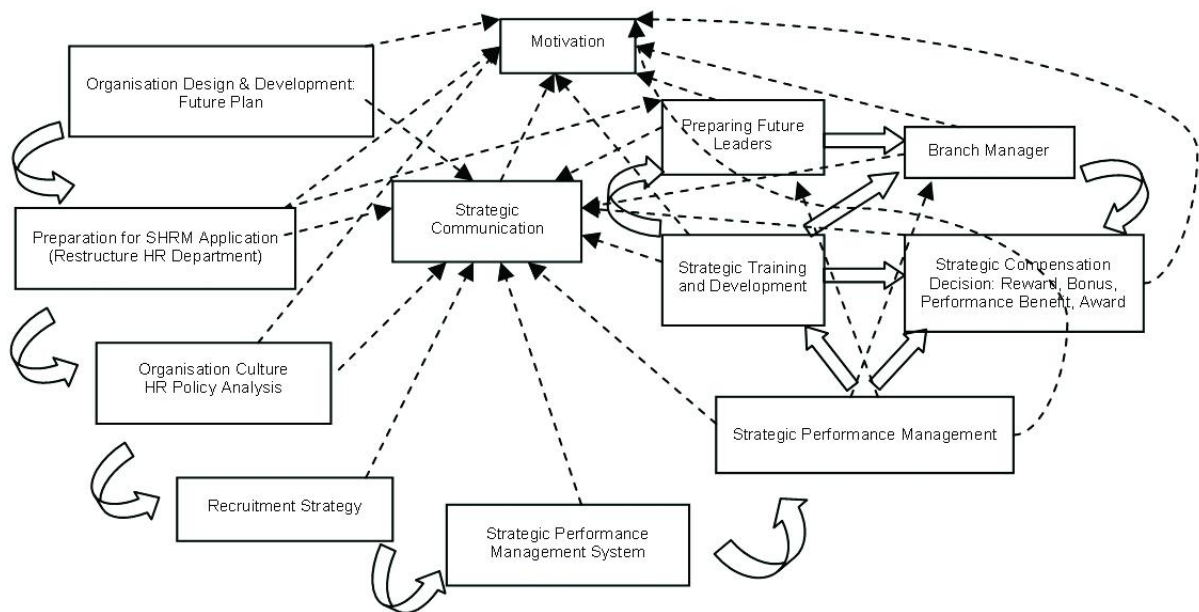 Motivation
Organisation Design & Development:
Future Plan
Preparing Future
Leaders
Branch Manager
Strategic
Communication
Preparation for SHRM Application
(Restructure HR Department)
Strategic Training
and Development
Strategic Compensation
Decision: Reward, Bonus,
Performance Benefit, Award
Organisation Culture
HR Policy Analysis
Strategic Performance Management
Recruitment Strategy
Strategic Performance
Management System